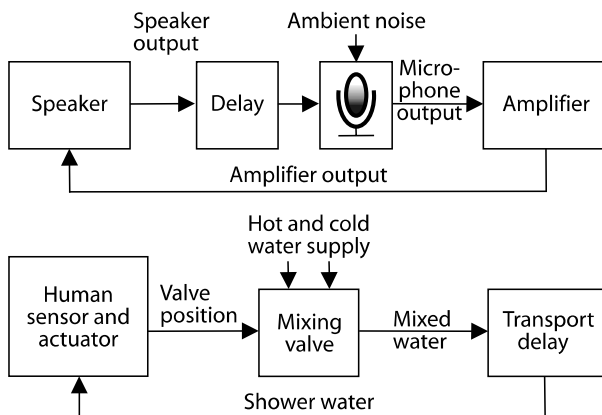 Speaker
output
Ambient noise
Speaker
Delay
Micro-
phone
output
Amplifier
Amplifier output
Hot and cold
water supply
Human
sensor and
actuator
Valve
position
Mixing
valve
Mixed
water
Transport
delay
Shower water